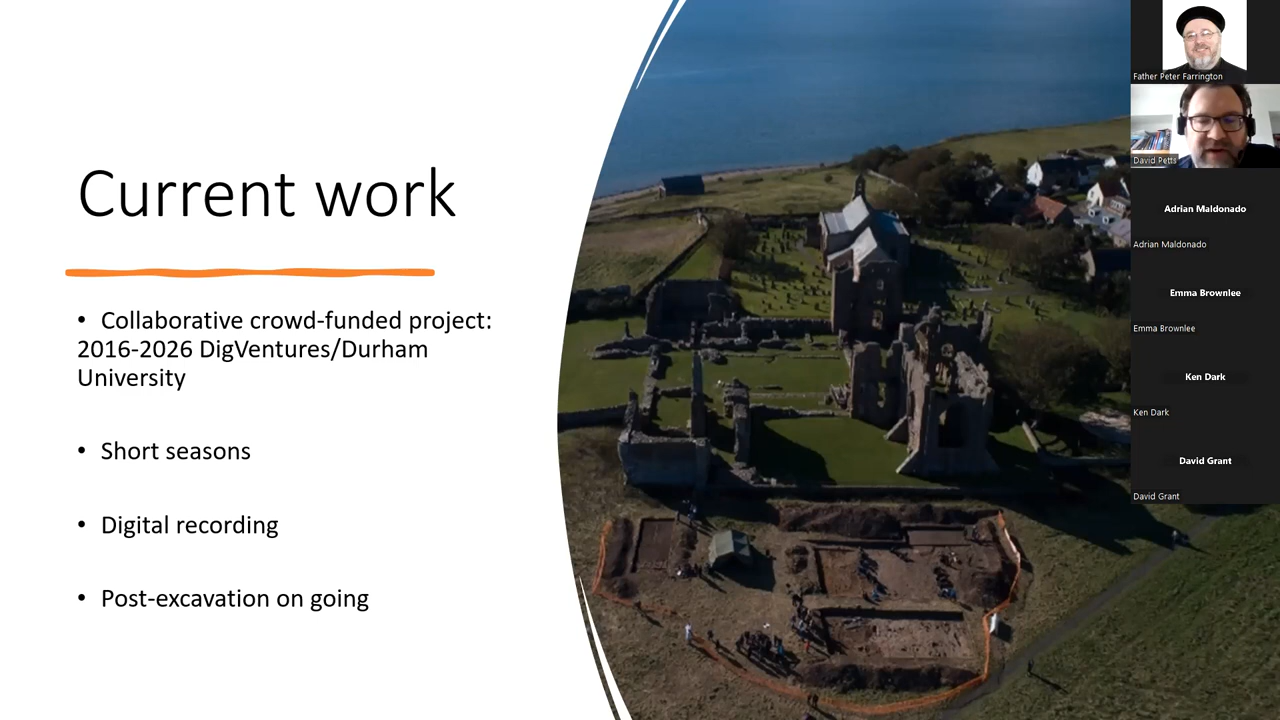 Current work
• Collaborative crowd-funded project:
2016-2026 DigVentures/Durham
University
• Short seasons
• Digital recording
• Post-excavation on going
Father Peter Farrington
David Petts
Adrian Maldonado
Adrian Maldonado
Emma Brownlee
Emma Brownlee
Ken Dark
Ken Dark
David Grant
David Grant